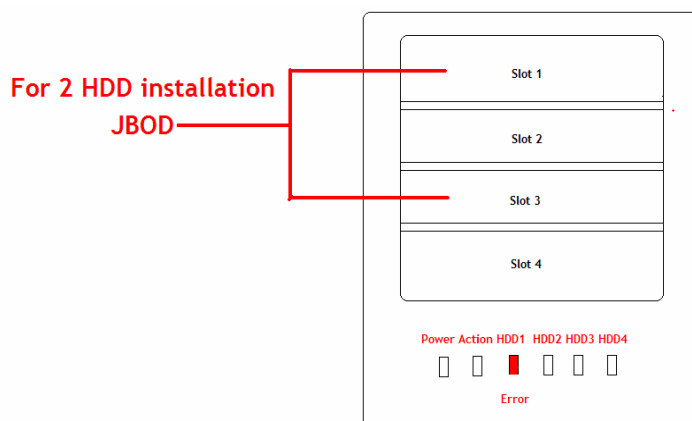 For 2 HDD installation
JBOD
Slot 1
Slot 2
Slot 3
Slot 4
Power Action HDD1 HDD2 HDD3 HDD4
Error